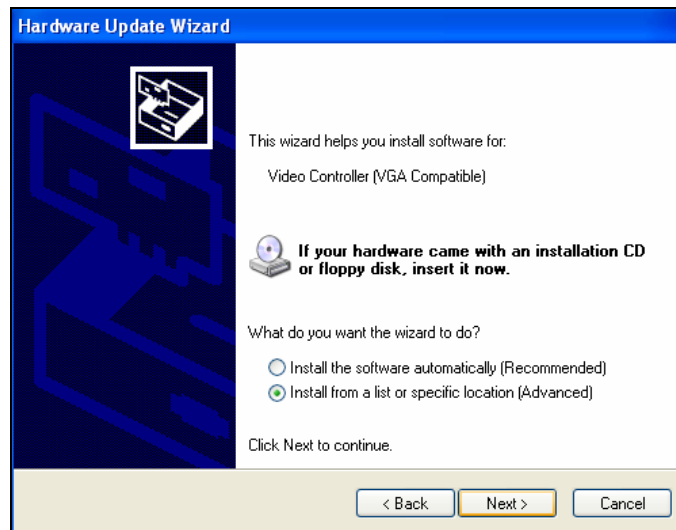 Hardware Update Wizard
This wizard helps you install software for:
Video Controller (VGA Compatible)
If your hardware came with an installation CD
or floppy disk, insert it now.
What do you want the wizard to do?
Install the software automatically (Recommended)
Install from a list or specific location (Advanced)
Click Next to continue.
< Back Next > Cancel